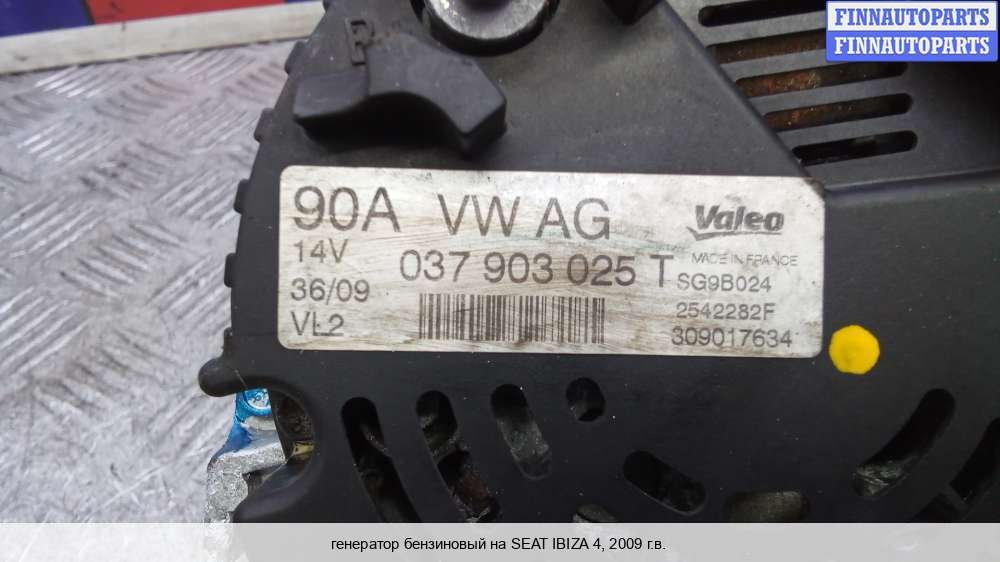 FINNAUTOPARTS
FINNAUTOPARTS
R
90A VW AG
Valeo
14V
MADE IN FRANCE
037 903 025 T
SG9B024
36/09
2542282F
VL2
309017634
генератор бензиновый на SEAT IBIZA 4, 2009 г.в.